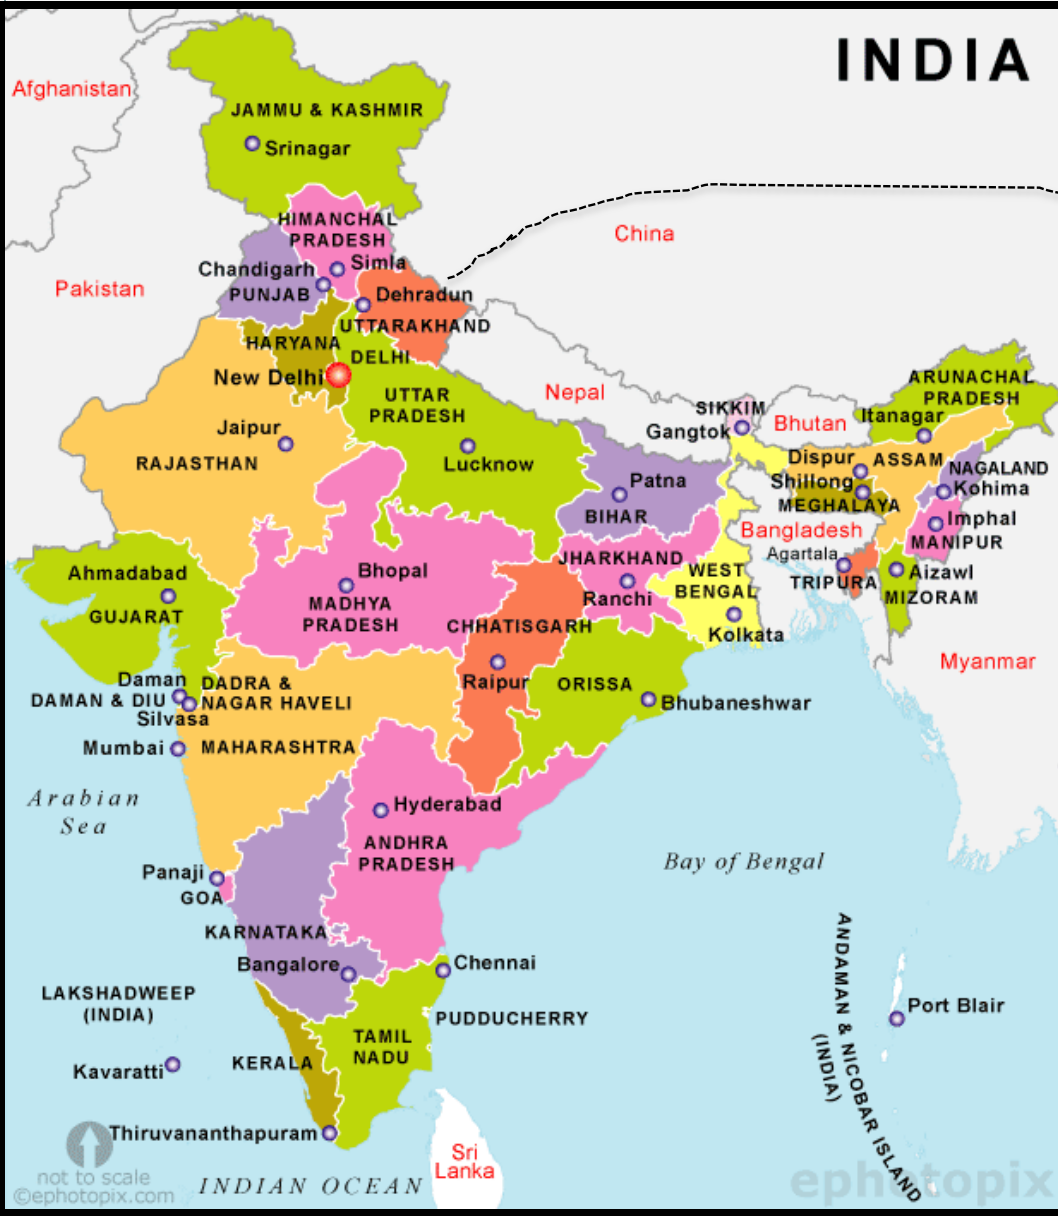 INDIA
Afghanistan
JAMMU & KASHMIR
Srinagar
China
HIMANCHAL
PRADESH
Simla
Chandigarh
PUNJAB
Pakistan
Dehradun
UTTARAKHAND
HARYANA
DELHI
New Delhi
UTTAR
PRADESH
Nepal
SIKKIM
Gangtok
Bhutan
ARUNACHAL
PRADESH
Itanagar
Jaipur
RAJASTHAN
Lucknow
Dispur
ASSAM
NAGALAND
Kohima
Shillong
MEGHALAYA
Patna
BIHAR
Imphal
MANIPUR
Bangladesh
Agartala
TRIPURA
Aizawl
MIZORAM
JHARKHAND
Ranchi
WEST
BENGAL
Kolkata
Ahmadabad
GUJARAT
Bhopal
MADHYA
PRADESH
CHHATISGARH
Raipur
ORISSA
Bhubaneshwar
Myanmar
Daman
DAMAN & DIU
Silvasa
DADRA &
NAGAR HAVELI
Mumbai
MAHARASHTRA
Arabian
Sea
Hyderabad
ANDHRA
PRADESH
Bay of Bengal
Panaji
GOA
KARNATAKA
Bangalore
Chennai
LAKSHADWEEP
(INDIA)
PUDDUCHERRY
TAMIL
NADU
KERALA
Kavaratti
Thiruvananthapuram
Port Blair
ANDAMAN & NICOBAR ISLAND
(INDIA)
Sri
Lanka
INDIAN OCEAN
not to scale
©ephotopix.com
ephotopix